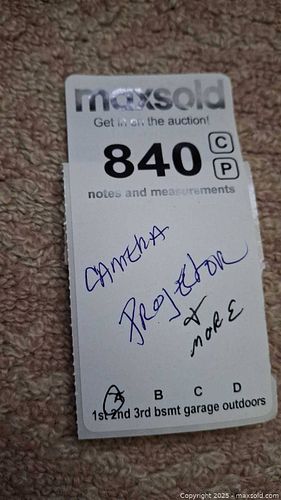 maxsold
Get in on the auction!
840 C
P
notes and measurements
CAMERA
PROJECTOR
& MORE
A B C D
1st 2nd 3rd bsmt garage outdoors
Copyright 2025 - www.maxsold.com